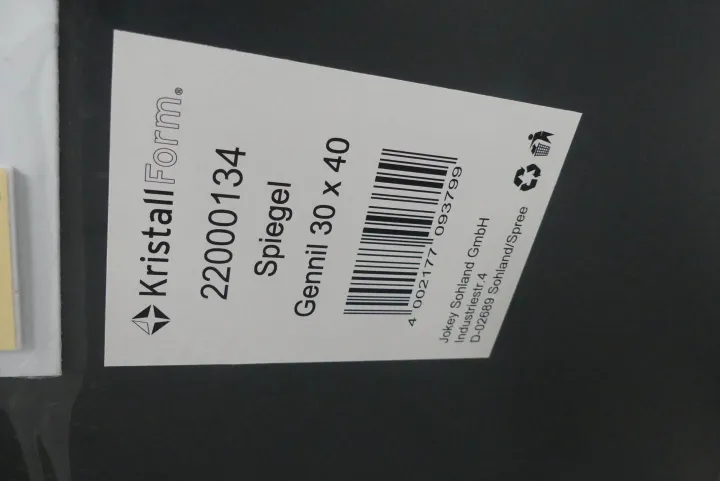 KristallForm®
22000134
Spiegel
Gennil 30 x 40
4 002177 093799
Jokey Sohland GmbH
Industriestr.4
D-02689 Sohland/Spree